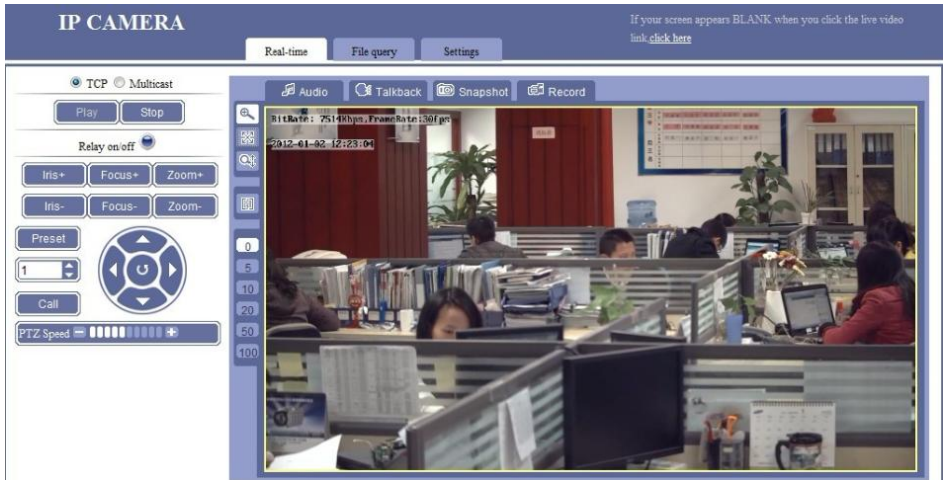 IP CAMERA
If your screen appears BLANK when you click the live video
link,click here
Real-time
File query
Settings
TCP
Multicast
Play
Stop
Relay on/off
Iris+
Focus+
Zoom+
Iris-
Focus-
Zoom-
Preset
1
Call
PTZ Speed
Audio
Talkback
Snapshot
Record
BitRate: 7514Kbps,FrameRate:30fps
2012-01-02 12:23:04
0
5
10
20
50
100